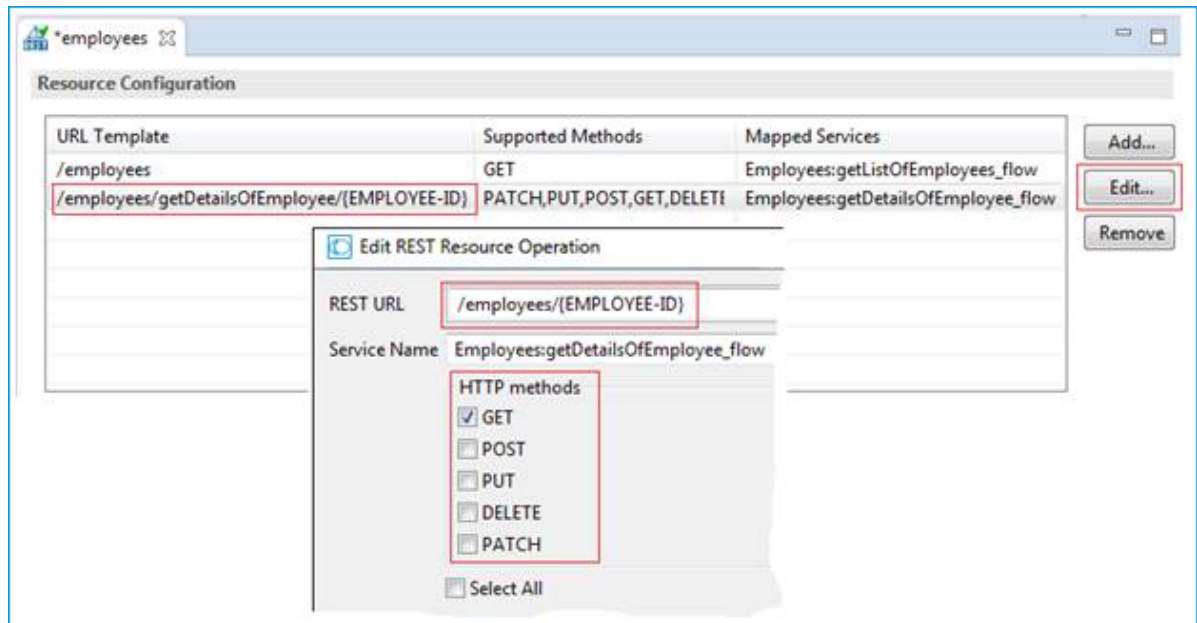 *employees
Resource Configuration
URL Template Supported Methods Mapped Services
Add...
/employees GET Employees:getListOfEmployees_flow
/employees/getDetailsOfEmployee/{EMPLOYEE-ID} PATCH,PUT,POST,GET,DELETE Employees:getDetailsOfEmployee_flow
Edit...
Remove
Edit REST Resource Operation
REST URL /employees/{EMPLOYEE-ID}
Service Name Employees:getDetailsOfEmployee_flow
HTTP methods
GET
POST
PUT
DELETE
PATCH
Select All